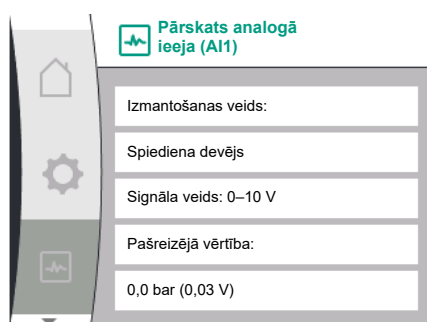 Pārskats analogā
ieeja (AI1)
Izmantošanas veids:
Spiediena devējs
Signāla veids: 0–10 V
Pašreizējā vērtība:
0,0 bar (0,03 V)